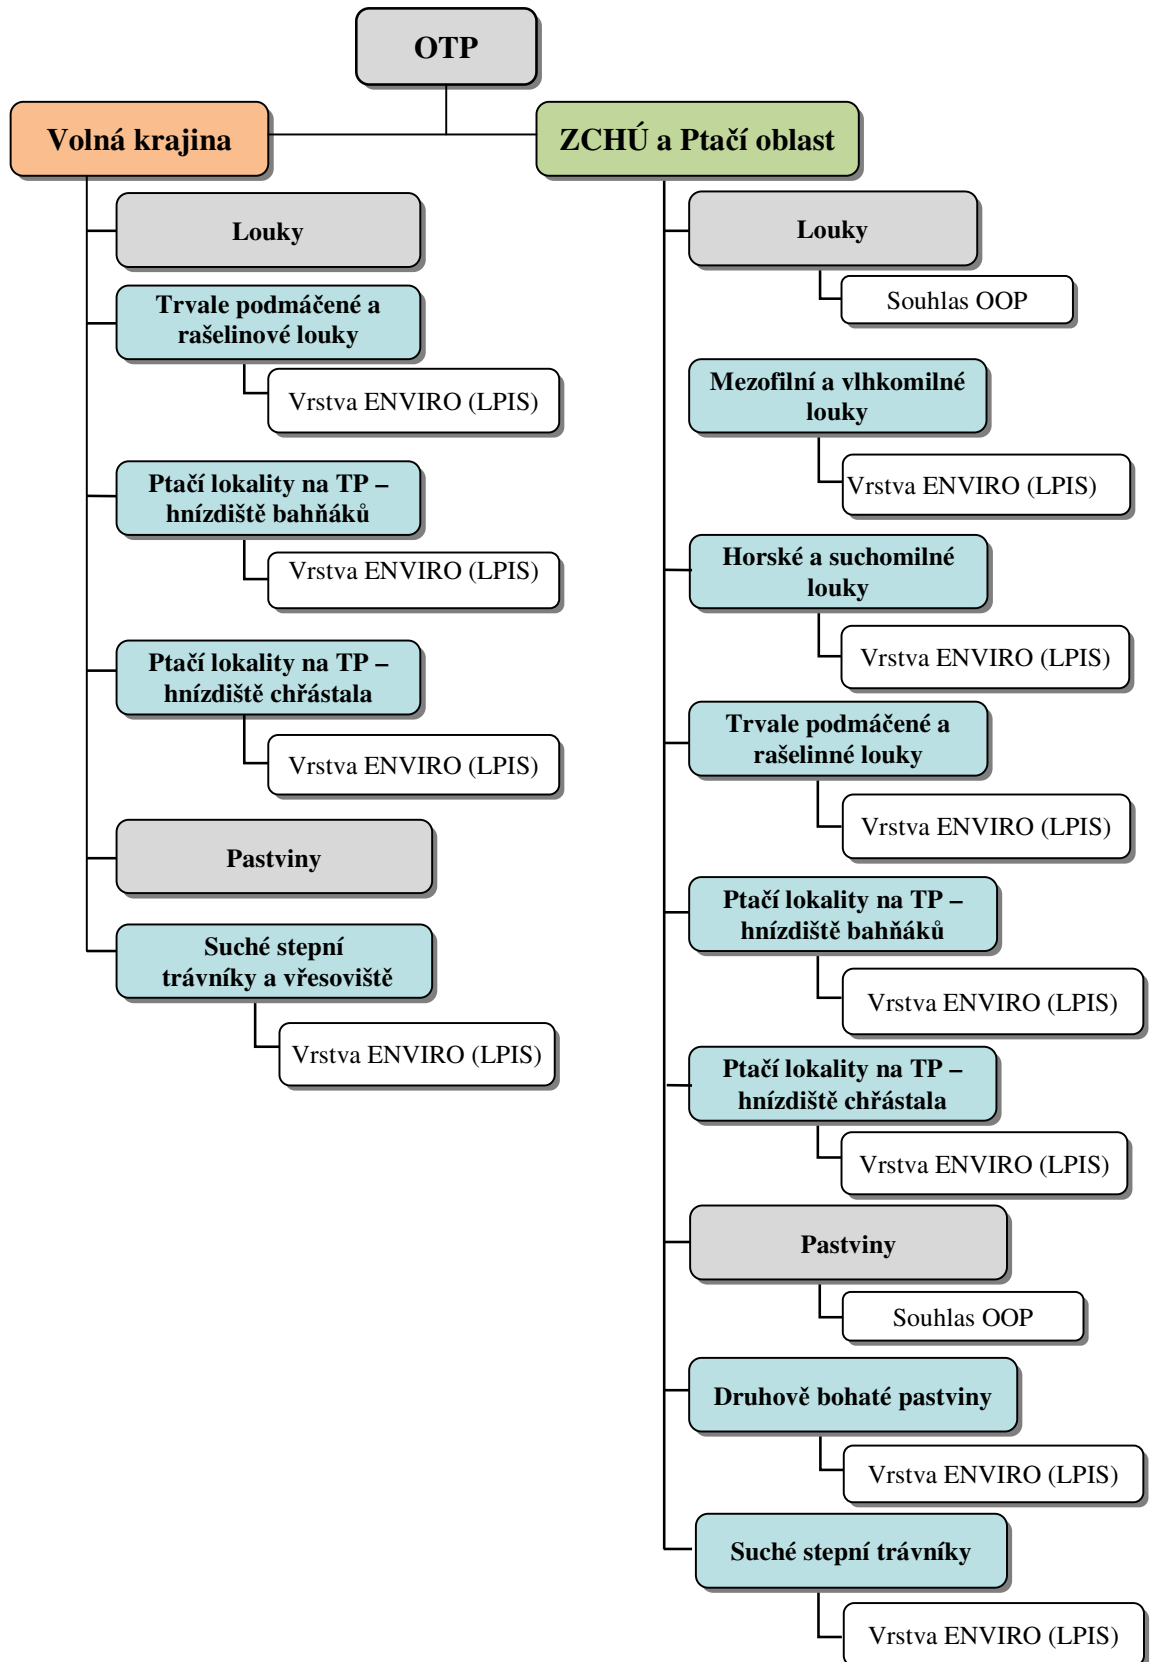 OTP
Volná krajina
Louky
Trvale podmáčené a
rašelinové louky
Vrstva ENVIRO (LPIS)
Ptačí lokality na TP –
hnízdiště bahňáků
Vrstva ENVIRO (LPIS)
Ptačí lokality na TP –
hnízdiště chřástala
Vrstva ENVIRO (LPIS)
Pastviny
Suché stepní
trávníky a vřesoviště
Vrstva ENVIRO (LPIS)
ZCHÚ a Ptačí oblast
Louky
Souhlas OOP
Mezofilní a vlhkomilné
louky
Vrstva ENVIRO (LPIS)
Horské a suchomilné
louky
Vrstva ENVIRO (LPIS)
Trvale podmáčené a
rašelinné louky
Vrstva ENVIRO (LPIS)
Ptačí lokality na TP –
hnízdiště bahňáků
Vrstva ENVIRO (LPIS)
Ptačí lokality na TP –
hnízdiště chřástala
Vrstva ENVIRO (LPIS)
Pastviny
Souhlas OOP
Druhově bohaté pastviny
Vrstva ENVIRO (LPIS)
Suché stepní trávníky
Vrstva ENVIRO (LPIS)